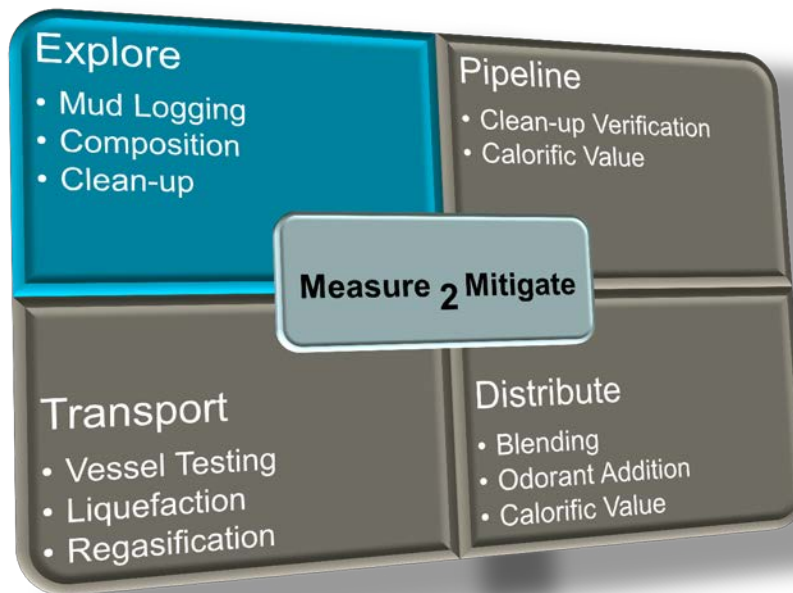 Explore
• Mud Logging
• Composition
• Clean-up
Pipeline
• Clean-up Verification
• Calorific Value
Measure 2 Mitigate
Transport
• Vessel Testing
• Liquefaction
• Regasification
Distribute
• Blending
• Odorant Addition
• Calorific Value